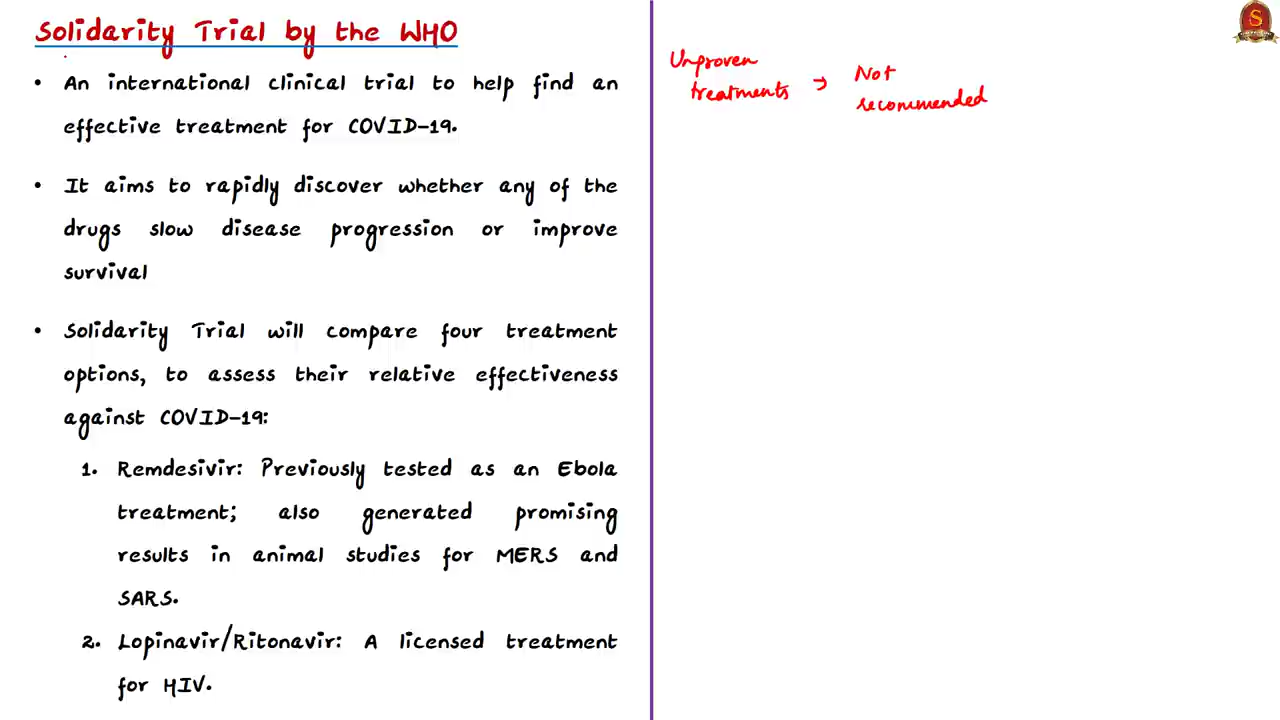 Solidarity Trial by the WHO
• An international clinical trial to help find an
effective treatment for COVID-19.
• It aims to rapidly discover whether any of the
drugs slow disease progression or improve
survival
• Solidarity Trial will compare four treatment
options, to assess their relative effectiveness
against COVID-19:
1. Remdesivir: Previously tested as an Ebola
treatment; also generated promising
results in animal studies for MERS and
SARS.
2. Lopinavir/Ritonavir: A licensed treatment
for HIV.
Unproven
treatments → Not
recommended
S